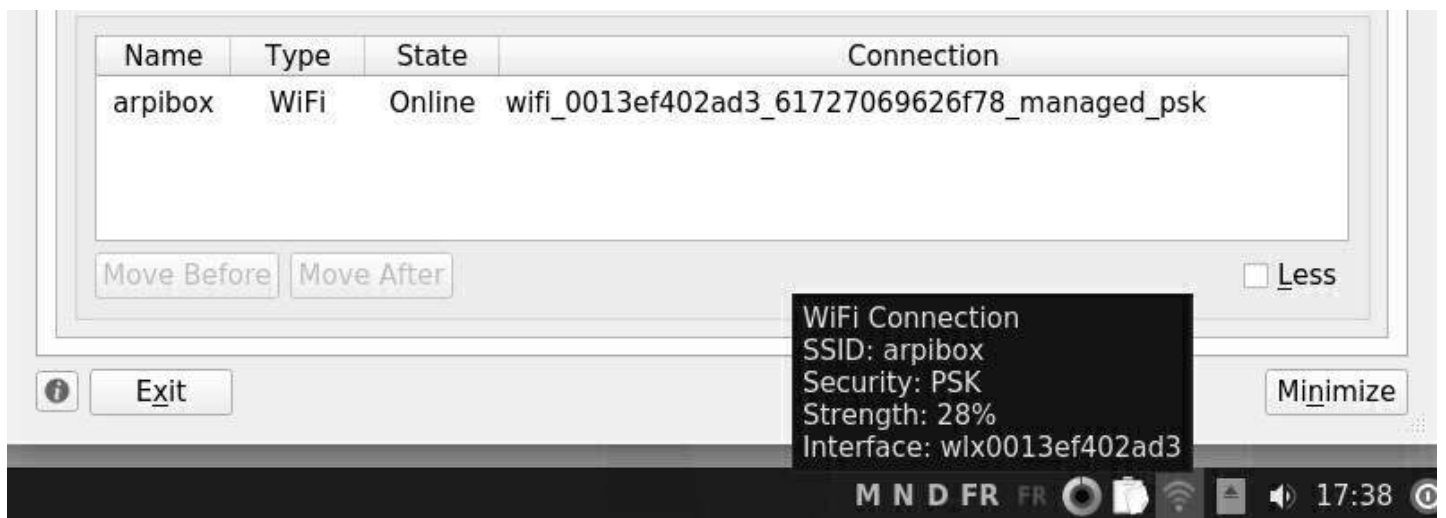 Name Type State Connection
arpibox WiFi Online wifi_0013ef402ad3_61727069626f78_managed_psk
Move Before Move After Less
WiFi Connection
SSID: arpibox
Security: PSK
Strength: 28%
Interface: wlx0013ef402ad3
Exit Minimize
M N D FR FR 17:38